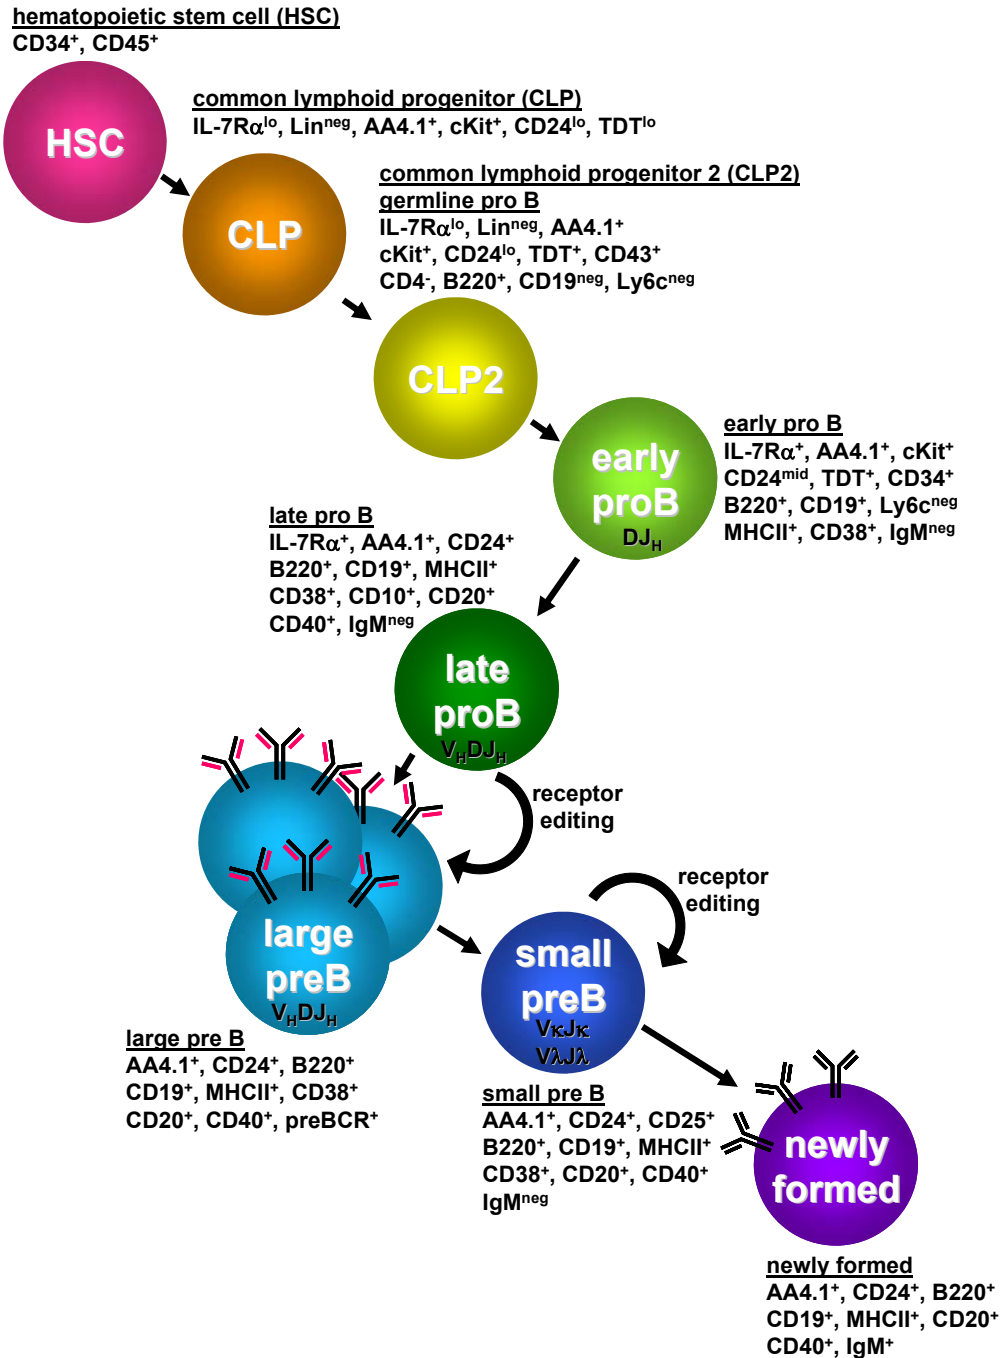 hematopoietic stem cell (HSC)
CD34⁺, CD45⁺
HSC
common lymphoid progenitor (CLP)
IL-7Rα^lo, Lin^neg, AA4.1⁺, cKit⁺, CD24^lo, TDT^lo
CLP
common lymphoid progenitor 2 (CLP2)
germline pro B
IL-7Rα^lo, Lin^neg, AA4.1⁺
cKit⁺, CD24^lo, TDT⁺, CD43⁺
CD4⁻, B220⁺, CD19^neg, Ly6c^neg
CLP2
early pro B
IL-7Rα⁺, AA4.1⁺, cKit⁺
CD24^mid, TDT⁺, CD34⁺
B220⁺, CD19⁺, Ly6c^neg
MHCII⁺, CD38⁺, IgM^neg
early
proB
DJ_H
late pro B
IL-7Rα⁺, AA4.1⁺, CD24⁺
B220⁺, CD19⁺, MHCII⁺
CD38⁺, CD10⁺, CD20⁺
CD40⁺, IgM^neg
late
proB
V_HDJ_H
receptor
editing
large
preB
V_HDJ_H
large pre B
AA4.1⁺, CD24⁺, B220⁺
CD19⁺, MHCII⁺, CD38⁺
CD20⁺, CD40⁺, preBCR⁺
receptor
editing
small
preB
VκJκ
VλJλ
small pre B
AA4.1⁺, CD24⁺, CD25⁺
B220⁺, CD19⁺, MHCII⁺
CD38⁺, CD20⁺, CD40⁺
IgM^neg
newly
formed
newly formed
AA4.1⁺, CD24⁺, B220⁺
CD19⁺, MHCII⁺, CD20⁺
CD40⁺, IgM⁺